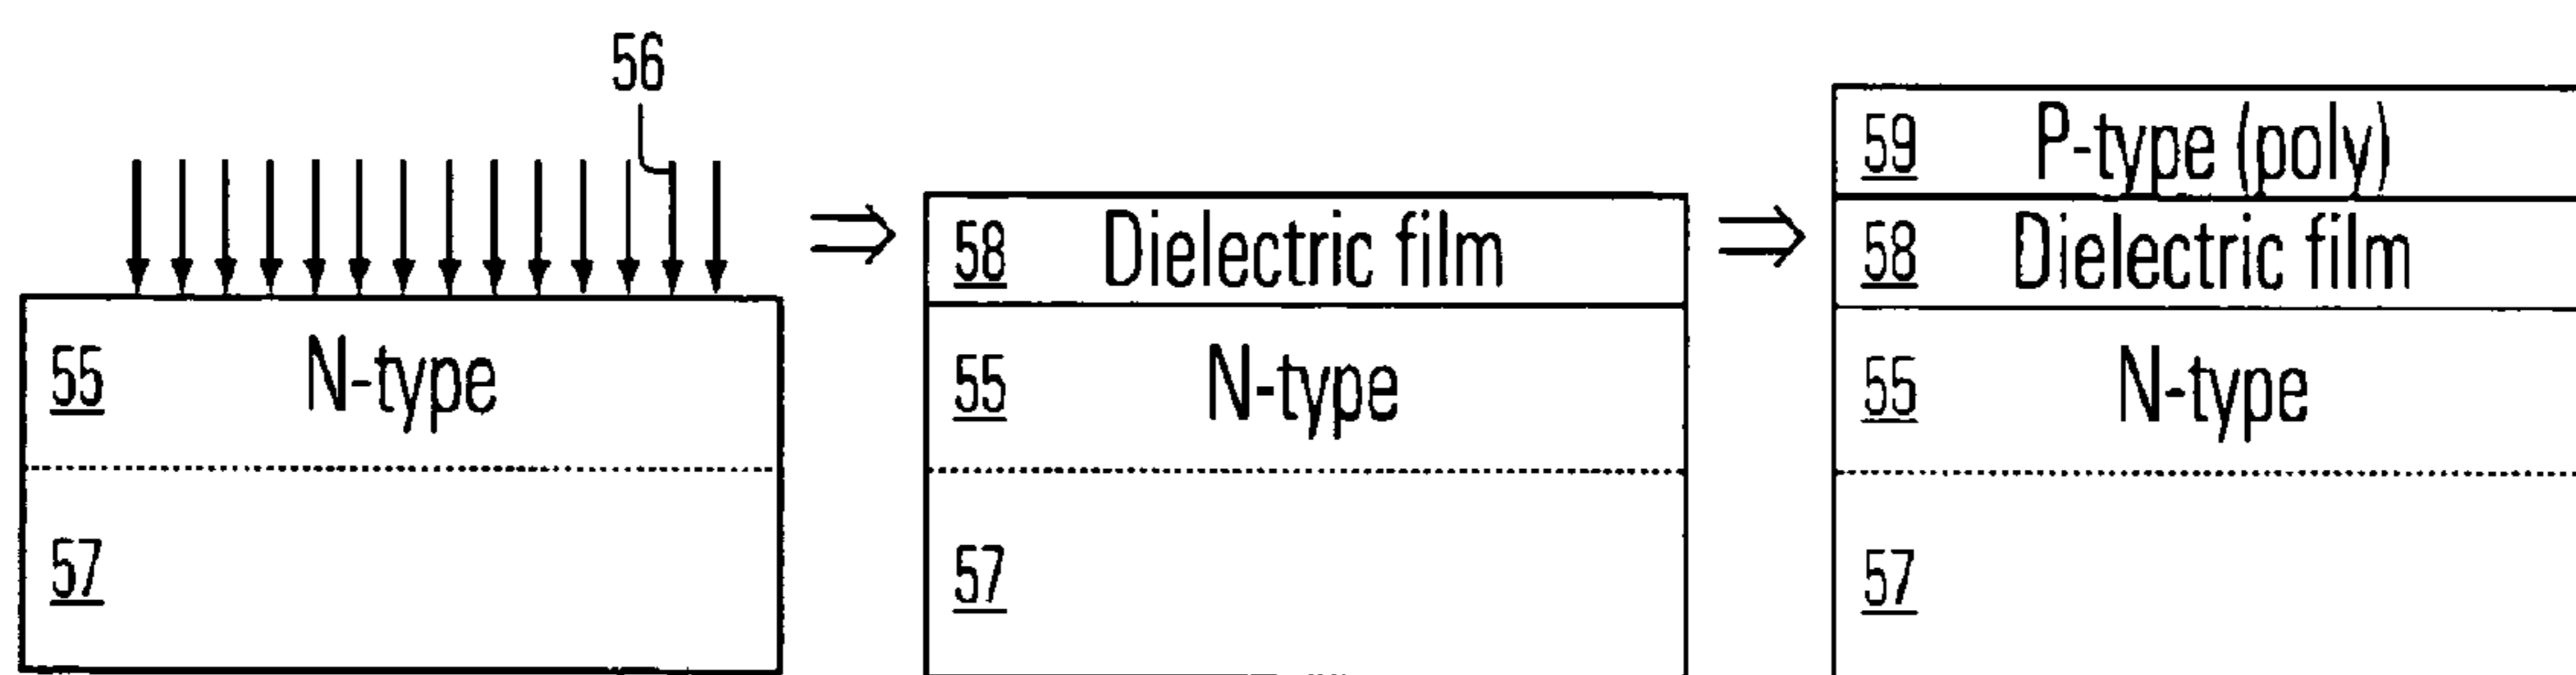 56
55 N-type
57
58 Dielectric film
55 N-type
57
59 P-type (poly)
58 Dielectric film
55 N-type
57